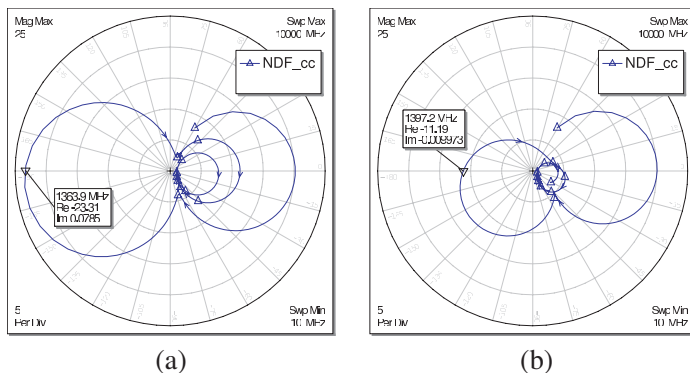 Mag Max
25
Swp Max
10000 MHz
NDF_cc
1363.9 MHz
Re -23.31
Im 0.0785
5
Per Div
Swp Min
10 MHz
(a)
Mag Max
25
Swp Max
10000 MHz
NDF_cc
1397.2 MHz
Re -11.19
Im -0.009973
5
Per Div
Swp Min
10 MHz
(b)